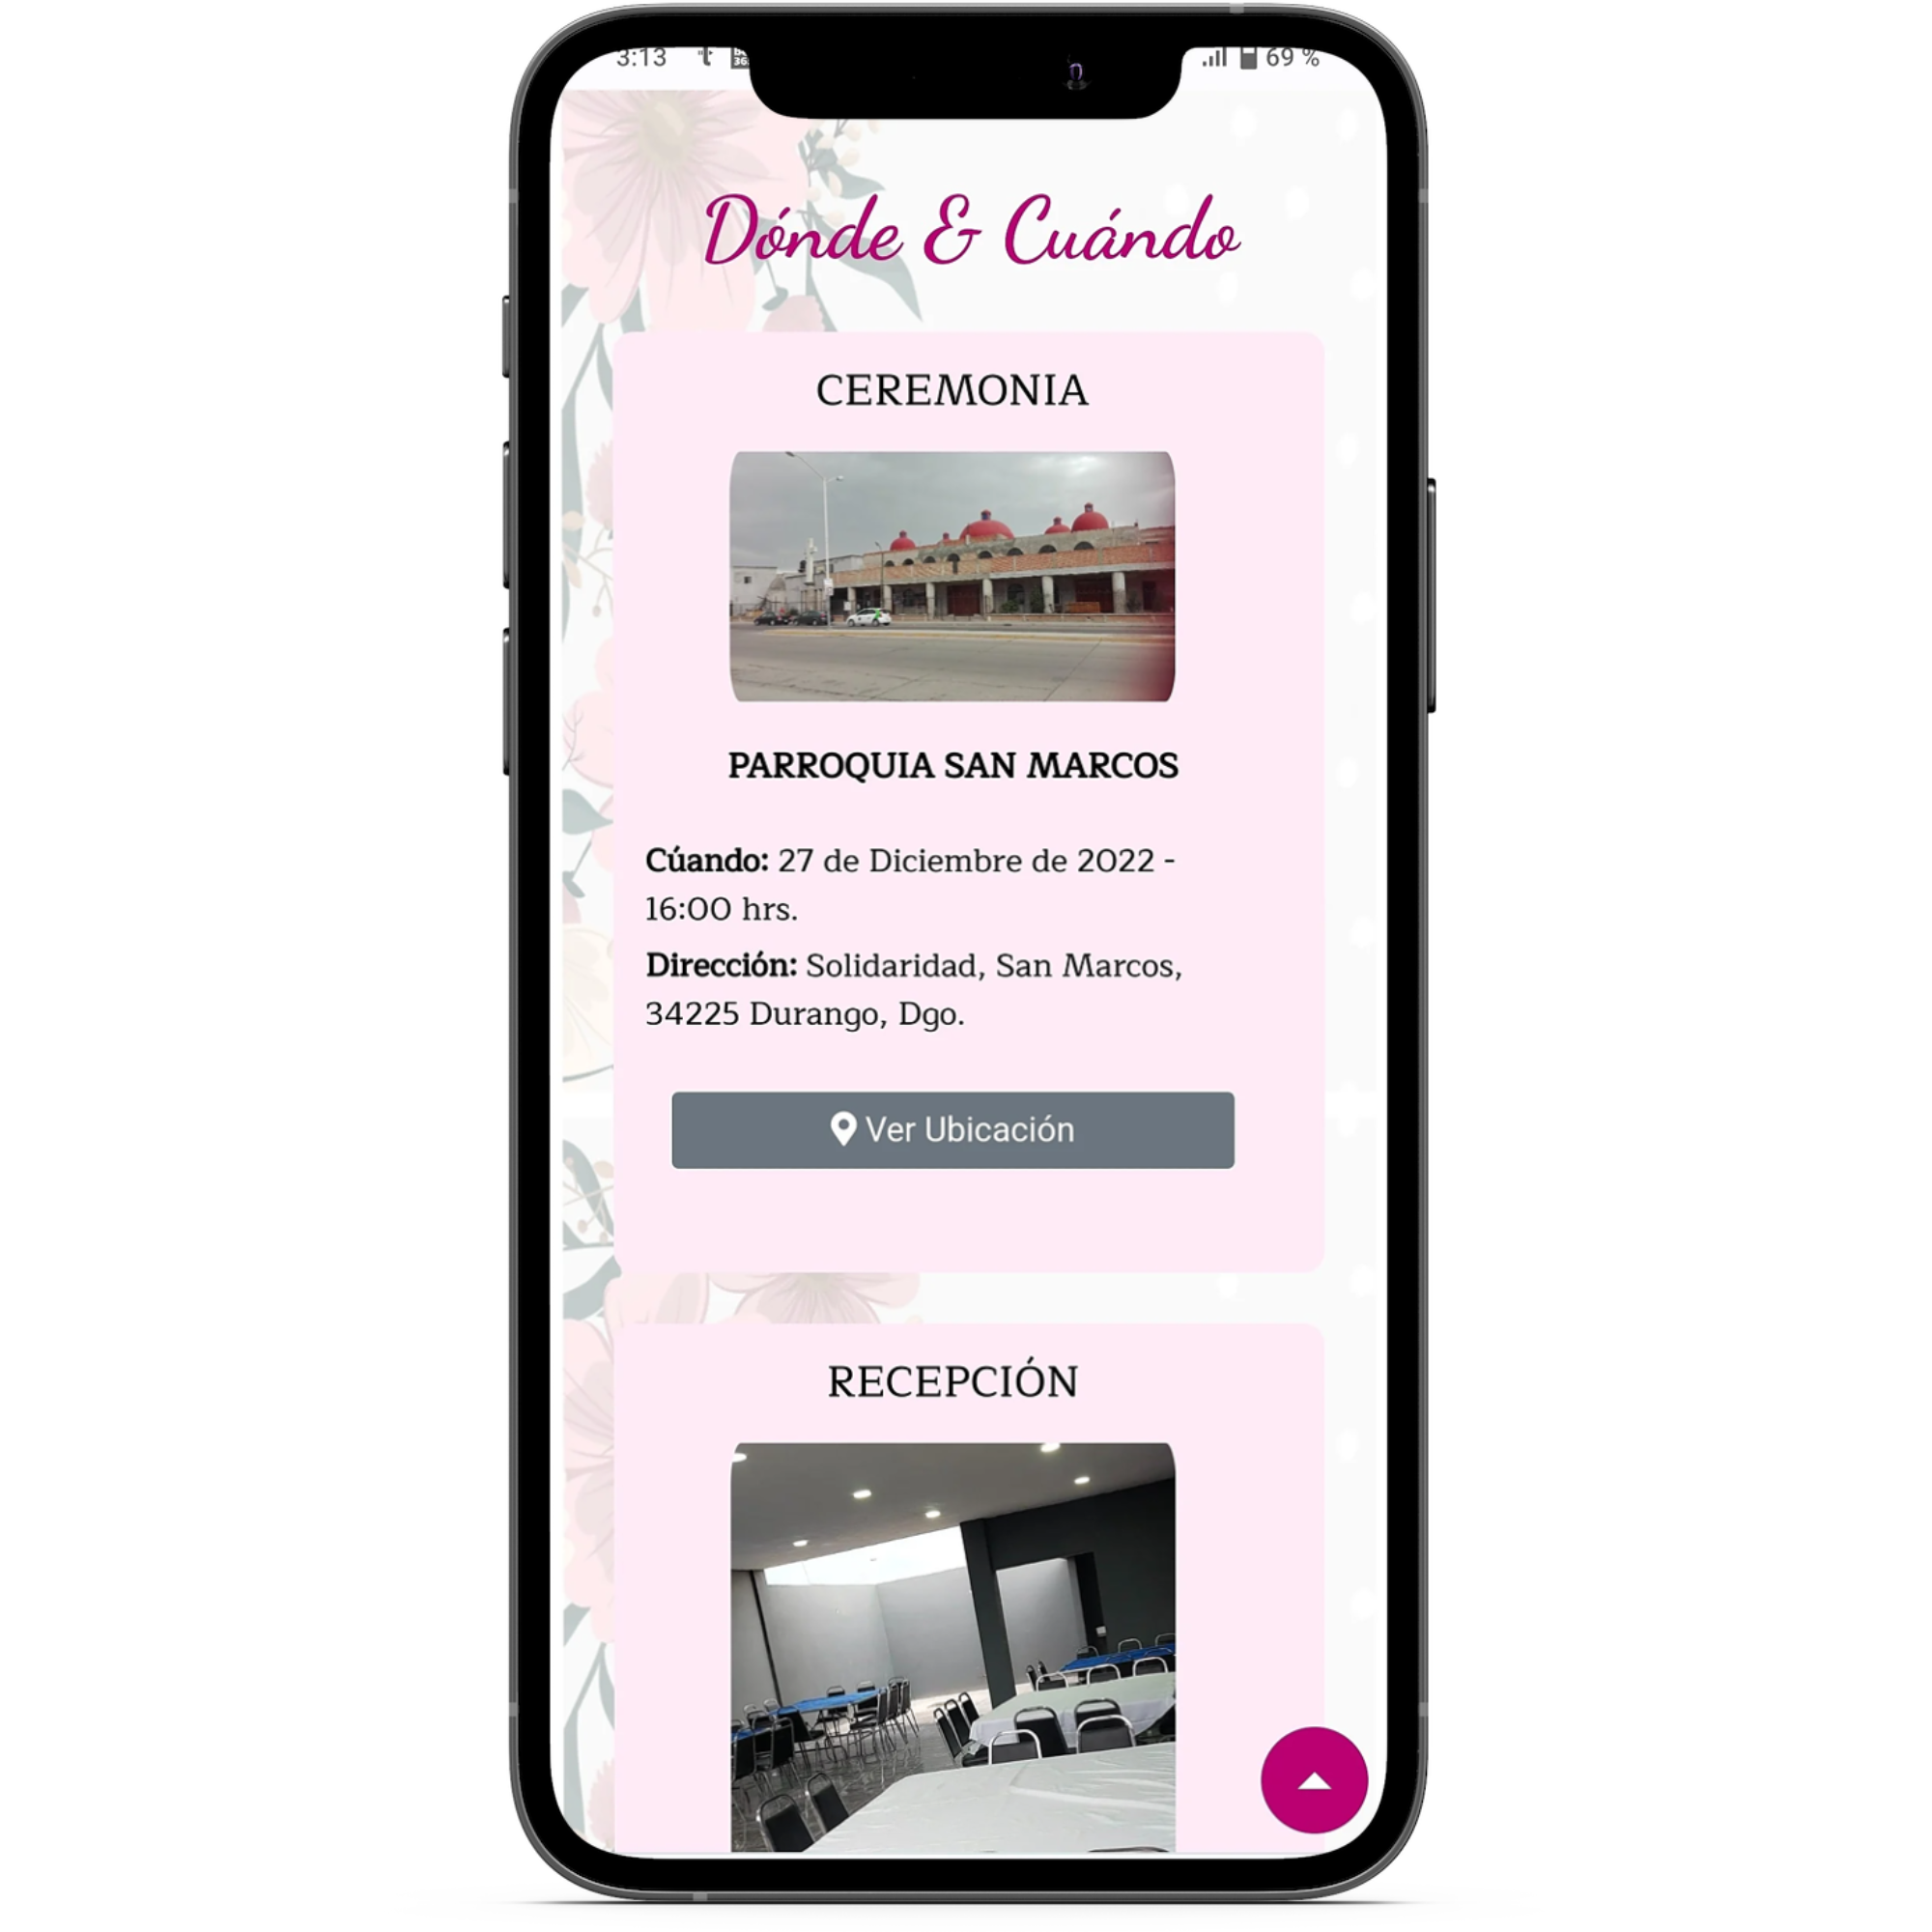 3:13 69 %
Dónde & Cuándo
CEREMONIA
PARROQUIA SAN MARCOS
Cúando: 27 de Diciembre de 2022 -
16:00 hrs.
Dirección: Solidaridad, San Marcos,
34225 Durango, Dgo.
Ver Ubicación
RECEPCIÓN